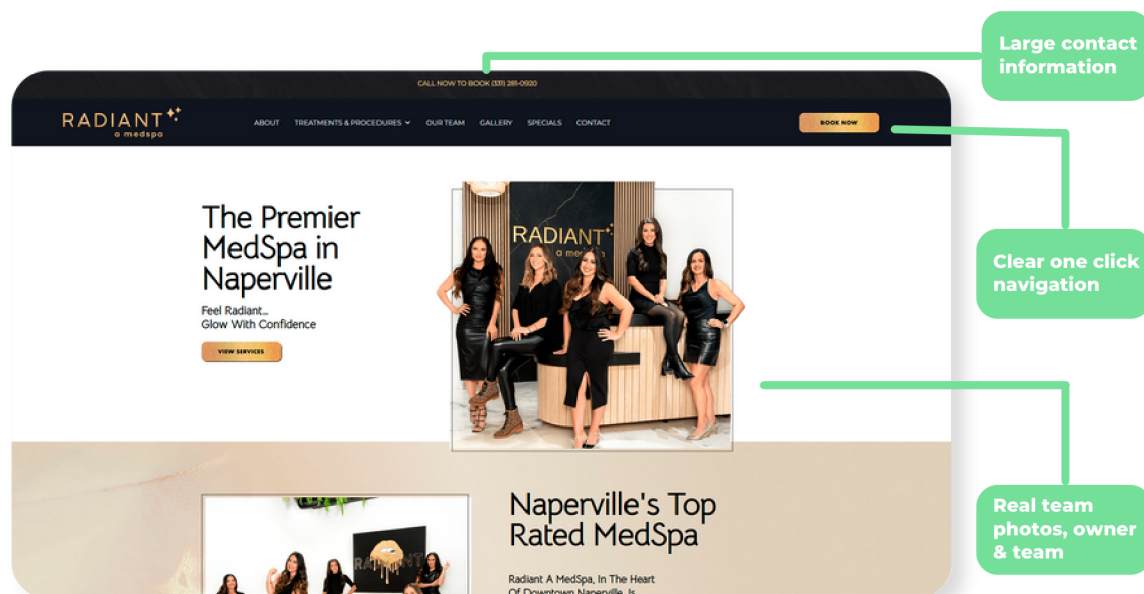 Large contact
information
CALL NOW TO BOOK (331) 281-0920
RADIANT
a medspa
ABOUT TREATMENTS & PROCEDURES OUR TEAM GALLERY SPECIALS CONTACT
BOOK NOW
The Premier
MedSpa in
Naperville
Feel Radiant...
Glow With Confidence
VIEW SERVICES
RADIANT
a medspa
Clear one click
navigation
Real team
photos, owner
& team
Naperville's Top
Rated MedSpa
Radiant A MedSpa, In The Heart
Of Downtown Naperville, Is